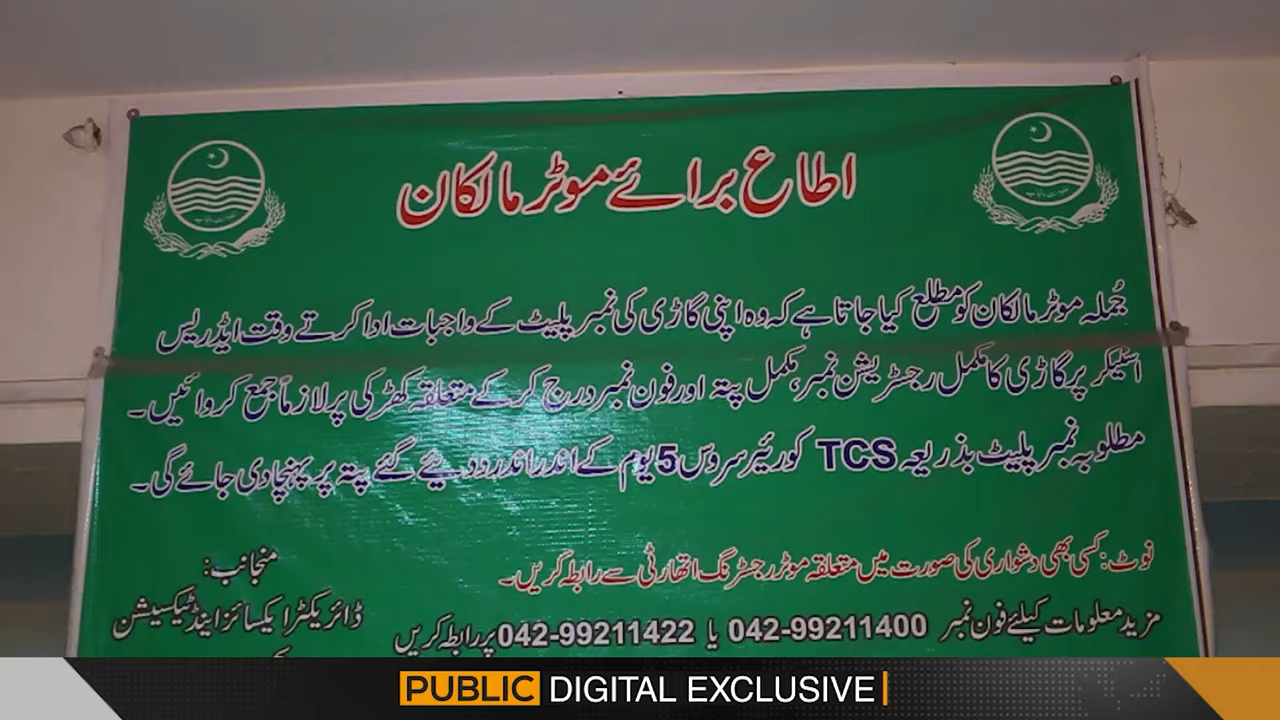 اطاع برائے موٹر مالکان
جُملہ موٹر مالکان کو مطلع کیا جاتا ہے کہ وہ اپنی گاڑی کی نمبر پلیٹ کے واجبات ادا کرتے وقت ایڈریس
اسٹیکر پر گاڑی کا مکمل رجسٹریشن نمبر، مکمل پتہ اور فون نمبر درج کر کے متعلقہ کھڑکی پر لازماً جمع کروائیں۔
مطلوبہ نمبر پلیٹ بذریعہ TCS کورئیر سروس 5 یوم کے اندر اندر ددیئے گئے پتہ پر پہنچا دی جائے گی۔
نوٹ: کسی بھی دشواری کی صورت میں متعلقہ موٹر رجسٹرنگ اتھارٹی سے رابطہ کریں۔
مزید معلومات کیلئے فون نمبر 042-99211400 یا 042-99211422 پر رابطہ کریں
منجانب:
ڈائریکٹر ایکسائز اینڈ ٹیکسیشن
PUBLIC DIGITAL EXCLUSIVE